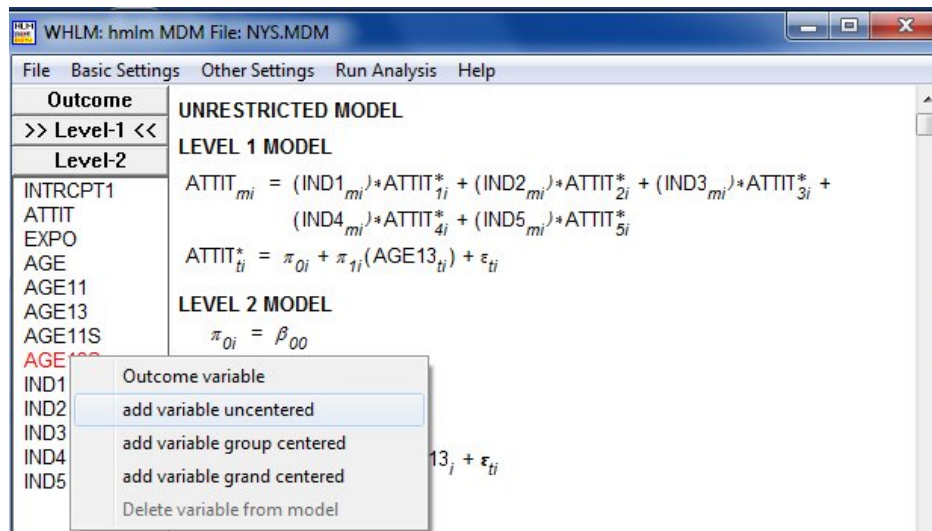 WHLM: hmlm MDM File: NYS.MDM
File Basic Settings Other Settings Run Analysis Help
Outcome
>> Level-1 <<
Level-2
INTRCPT1
ATTIT
EXPO
AGE
AGE11
AGE13
AGE11S
IND1
IND2
IND3
IND4
IND5
UNRESTRICTED MODEL
LEVEL 1 MODEL
ATTIT_mi = (IND1_mi)*ATTIT*_1i + (IND2_mi)*ATTIT*_2i + (IND3_mi)*ATTIT*_3i +
(IND4_mi)*ATTIT*_4i + (IND5_mi)*ATTIT*_5i
ATTIT*_ti = π_0i + π_1i(AGE13_ti) + ε_ti
LEVEL 2 MODEL
π_0i = β_00
Outcome variable
add variable uncentered
add variable group centered
add variable grand centered
Delete variable from model
13_i + ε_ti